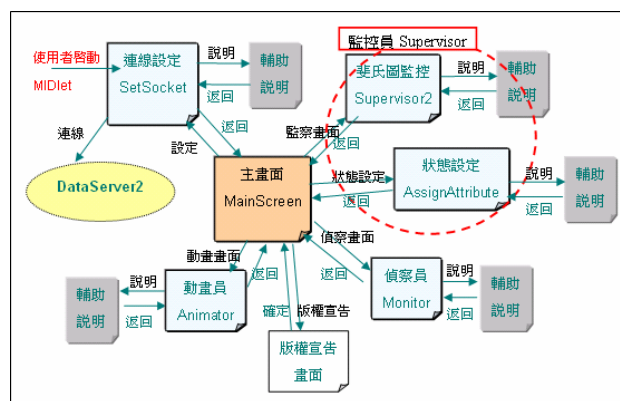 監控員 Supervisor
使用者啓動
MIDlet
連線設定
SetSocket
說明
返回
輔助
說明
裴氏圖監控
Supervisor2
說明
返回
輔助
說明
連線
設定
返回
監察畫面
返回
DataServer2
主畫面
MainScreen
狀態設定
返回
狀態設定
AssignAttribute
說明
返回
輔助
說明
動畫畫面
返回
偵察畫面
返回
輔助
說明
說明
返回
動畫員
Animator
確定
版權宣告
偵察員
Monitor
說明
返回
輔助
說明
版權宣告
畫面